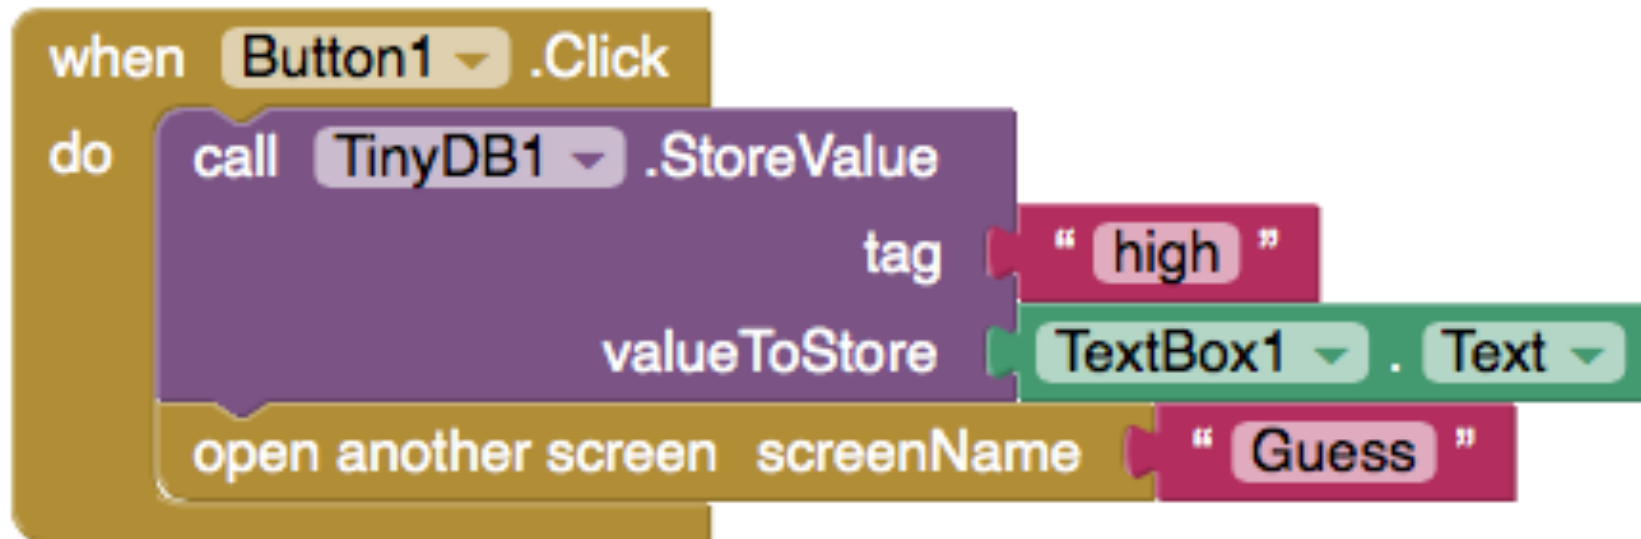 when Button1 .Click
do call TinyDB1 .StoreValue
tag “ high ”
valueToStore TextBox1 . Text
open another screen screenName “ Guess ”